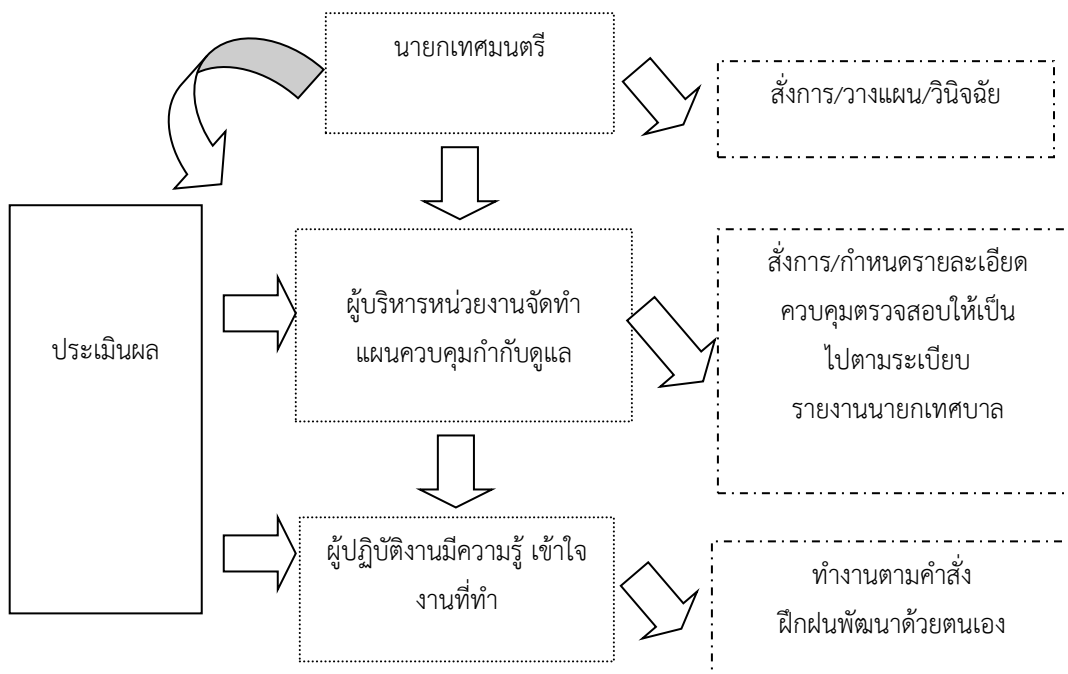 นายกเทศมนตรี
สั่งการ/วางแผน/วินิจฉัย
ประเมินผล
ผู้บริหารหน่วยงานจัดทำ
แผนควบคุมกำกับดูแล
สั่งการ/กำหนดรายละเอียด
ควบคุมตรวจสอบให้เป็น
ไปตามระเบียบ
รายงานนายกเทศบาล
ผู้ปฏิบัติงานมีความรู้ เข้าใจ
งานที่ทำ
ทำงานตามคำสั่ง
ฝึกฝนพัฒนาด้วยตนเอง